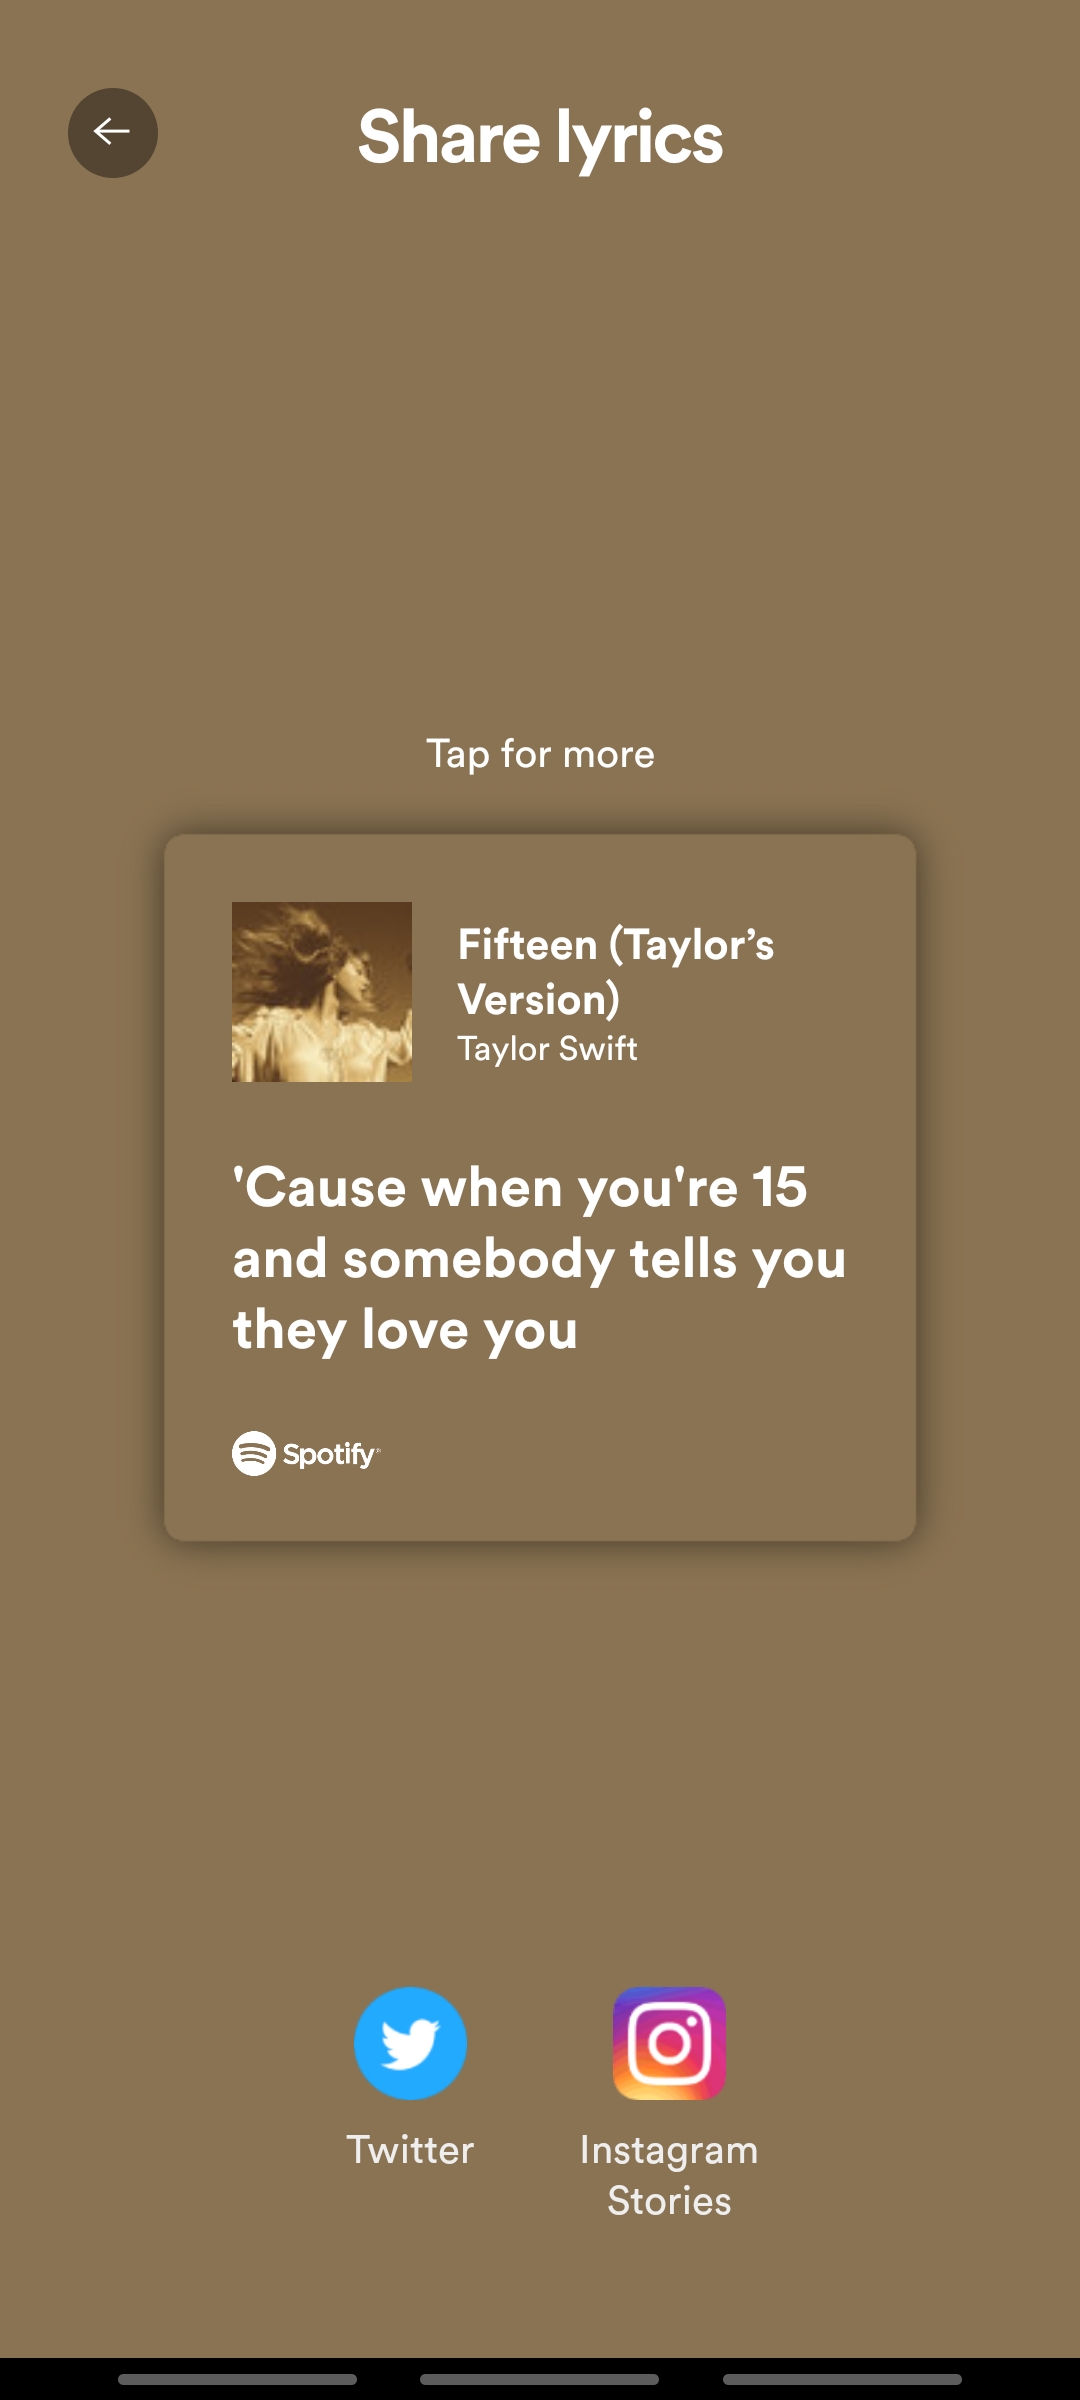 Share lyrics
Tap for more
Fifteen (Taylor’s
Version)
Taylor Swift
'Cause when you're 15
and somebody tells you
they love you
Spotify
Twitter
Instagram
Stories